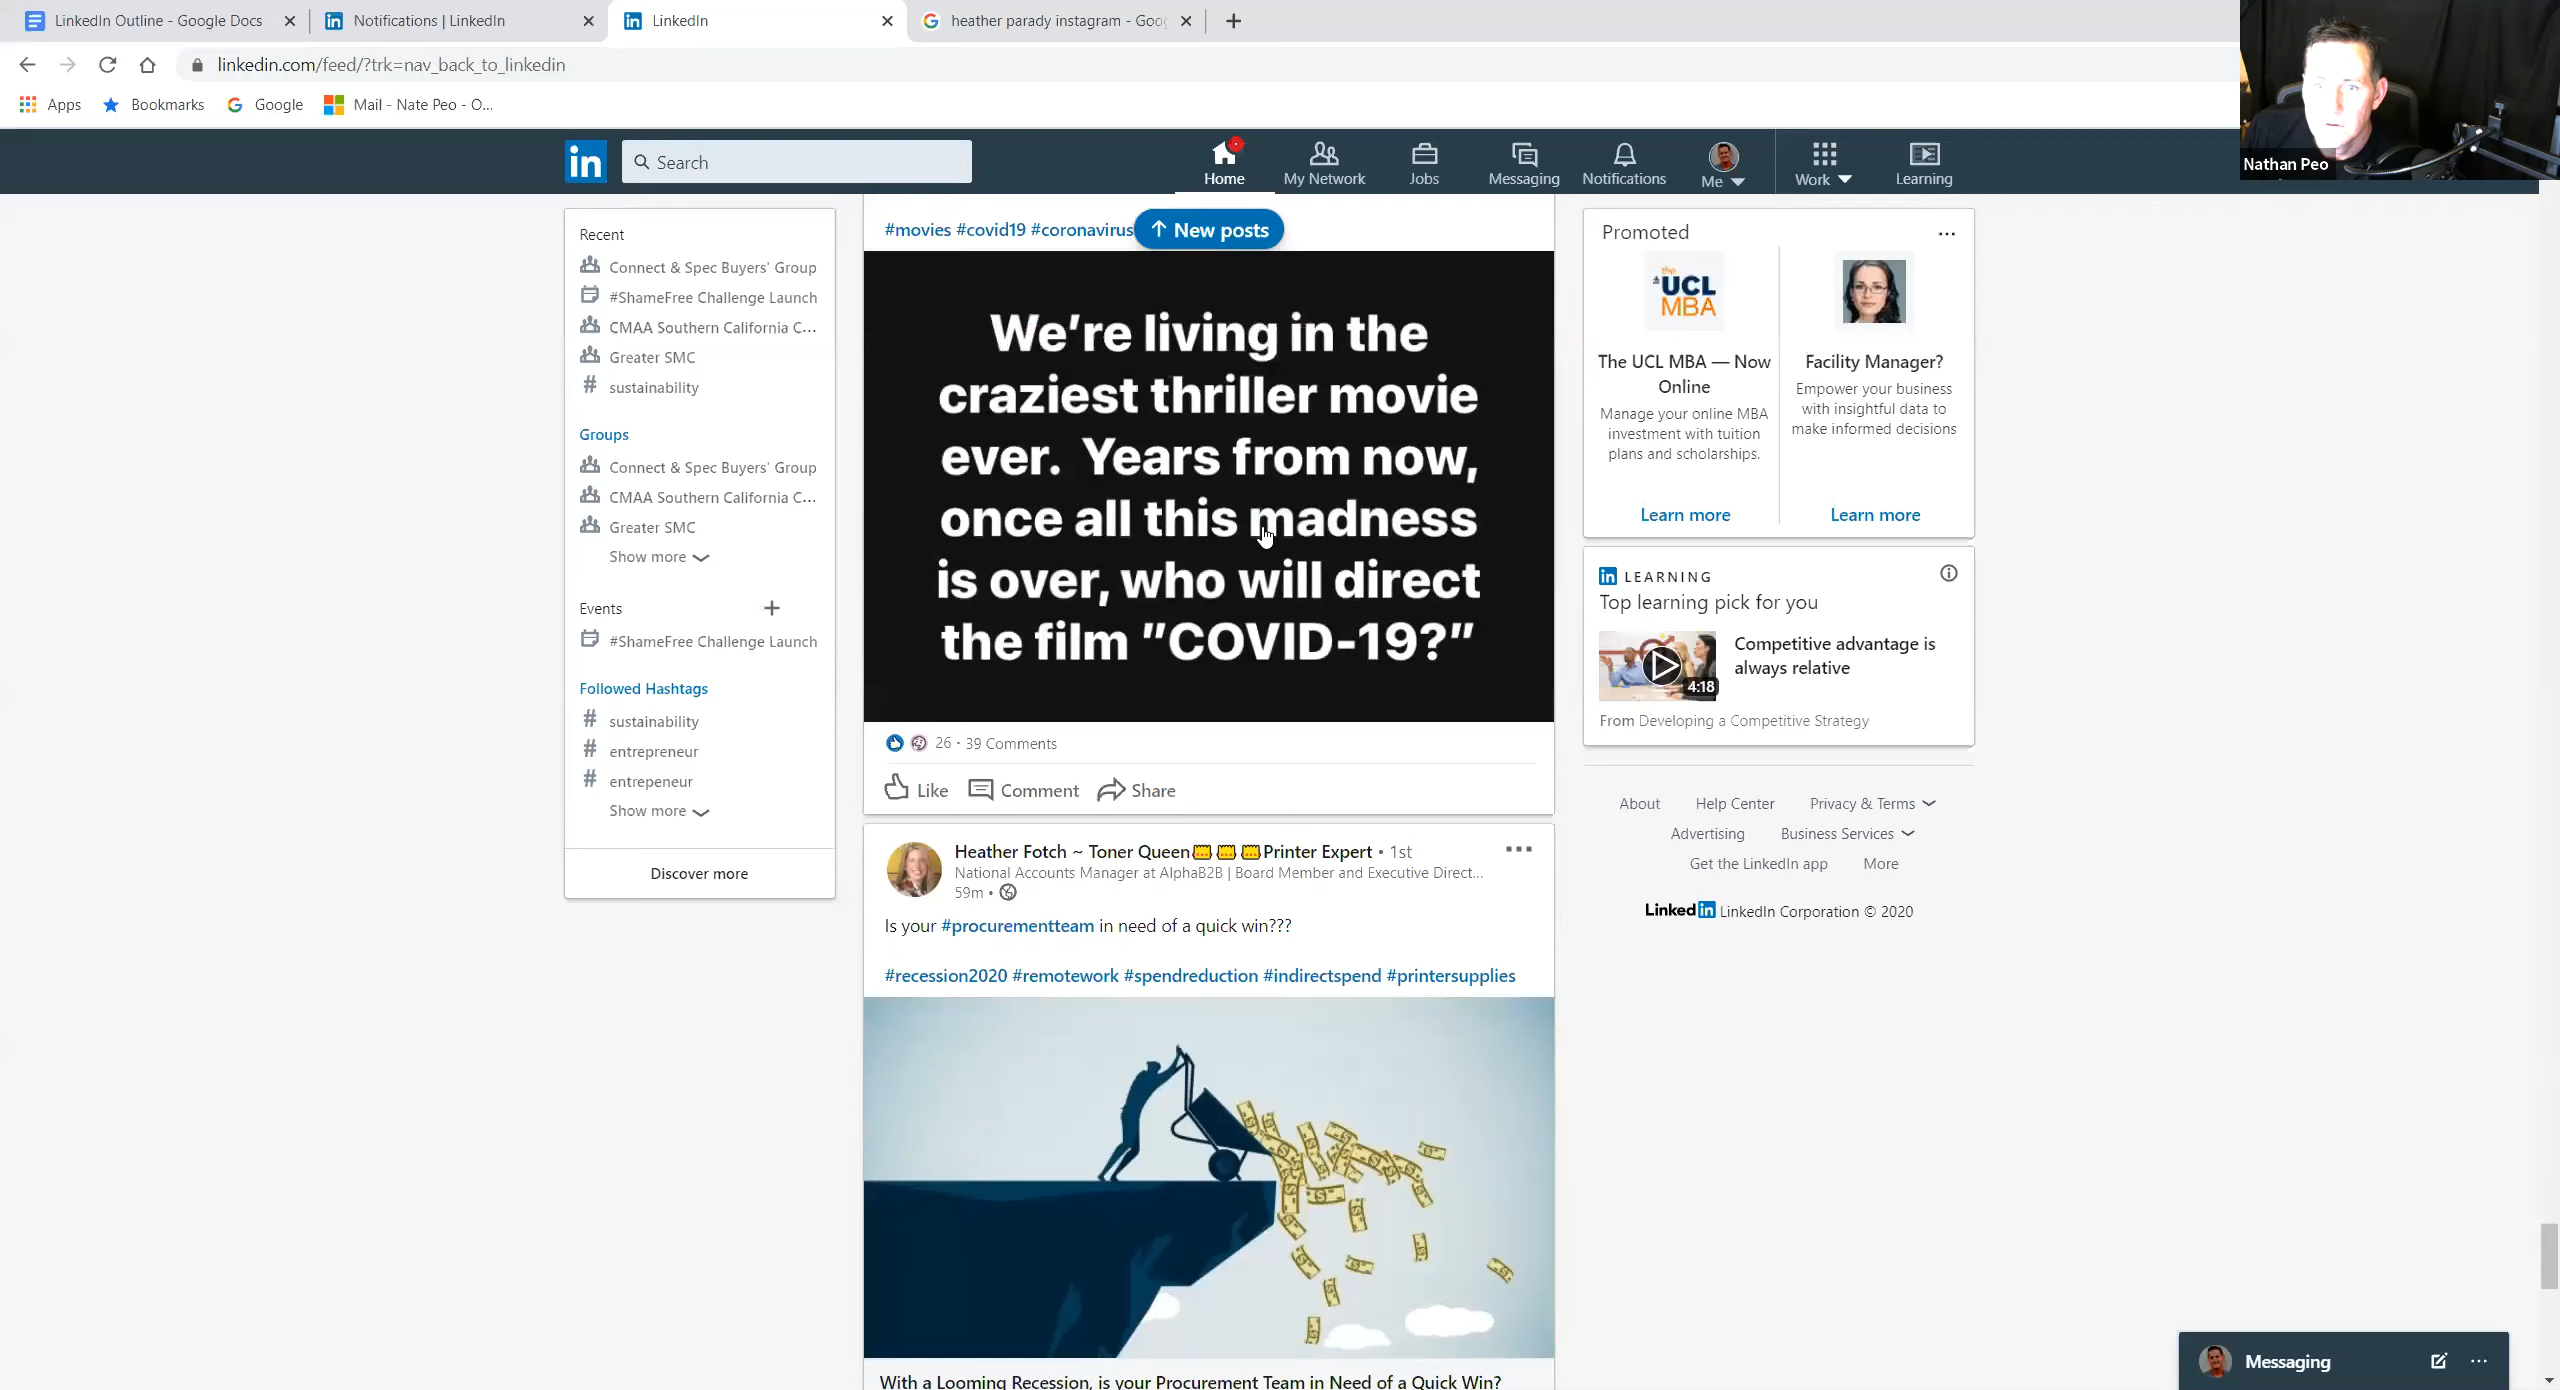 LinkedIn Outline - Google Docs
Notifications | LinkedIn
LinkedIn
heather parady instagram - Goo
linkedin.com/feed/?trk=nav_back_to_linkedin
Apps
Bookmarks
Google
Mail - Nate Peo - O...
Nathan Peo
in
Search
Home
My Network
Jobs
Messaging
Notifications
Me
Work
Learning
Recent
Connect & Spec Buyers' Group
#ShameFree Challenge Launch
CMAA Southern California C...
Greater SMC
# sustainability
Groups
Connect & Spec Buyers' Group
CMAA Southern California C...
Greater SMC
Show more
Events +
#ShameFree Challenge Launch
Followed Hashtags
# sustainability
# entrepreneur
# entrepeneur
Show more
Discover more
#movies #covid19 #coronavirus
↑ New posts
We're living in the
craziest thriller movie
ever. Years from now,
once all this madness
is over, who will direct
the film "COVID-19?"
26 · 39 Comments
Like Comment Share
Heather Fotch ~ Toner Queen Printer Expert • 1st
National Accounts Manager at AlphaB2B | Board Member and Executive Direct...
59m •
Is your #procurementteam in need of a quick win???
#recession2020 #remotework #spendreduction #indirectspend #printersupplies
With a Looming Recession, is your Procurement Team in Need of a Quick Win?
Promoted
UCL
MBA
The UCL MBA — Now
Online
Manage your online MBA
investment with tuition
plans and scholarships.
Learn more
Facility Manager?
Empower your business
with insightful data to
make informed decisions
Learn more
in LEARNING
Top learning pick for you
4:18
Competitive advantage is
always relative
From Developing a Competitive Strategy
About Help Center Privacy & Terms
Advertising Business Services
Get the LinkedIn app More
LinkedIn LinkedIn Corporation © 2020
Messaging